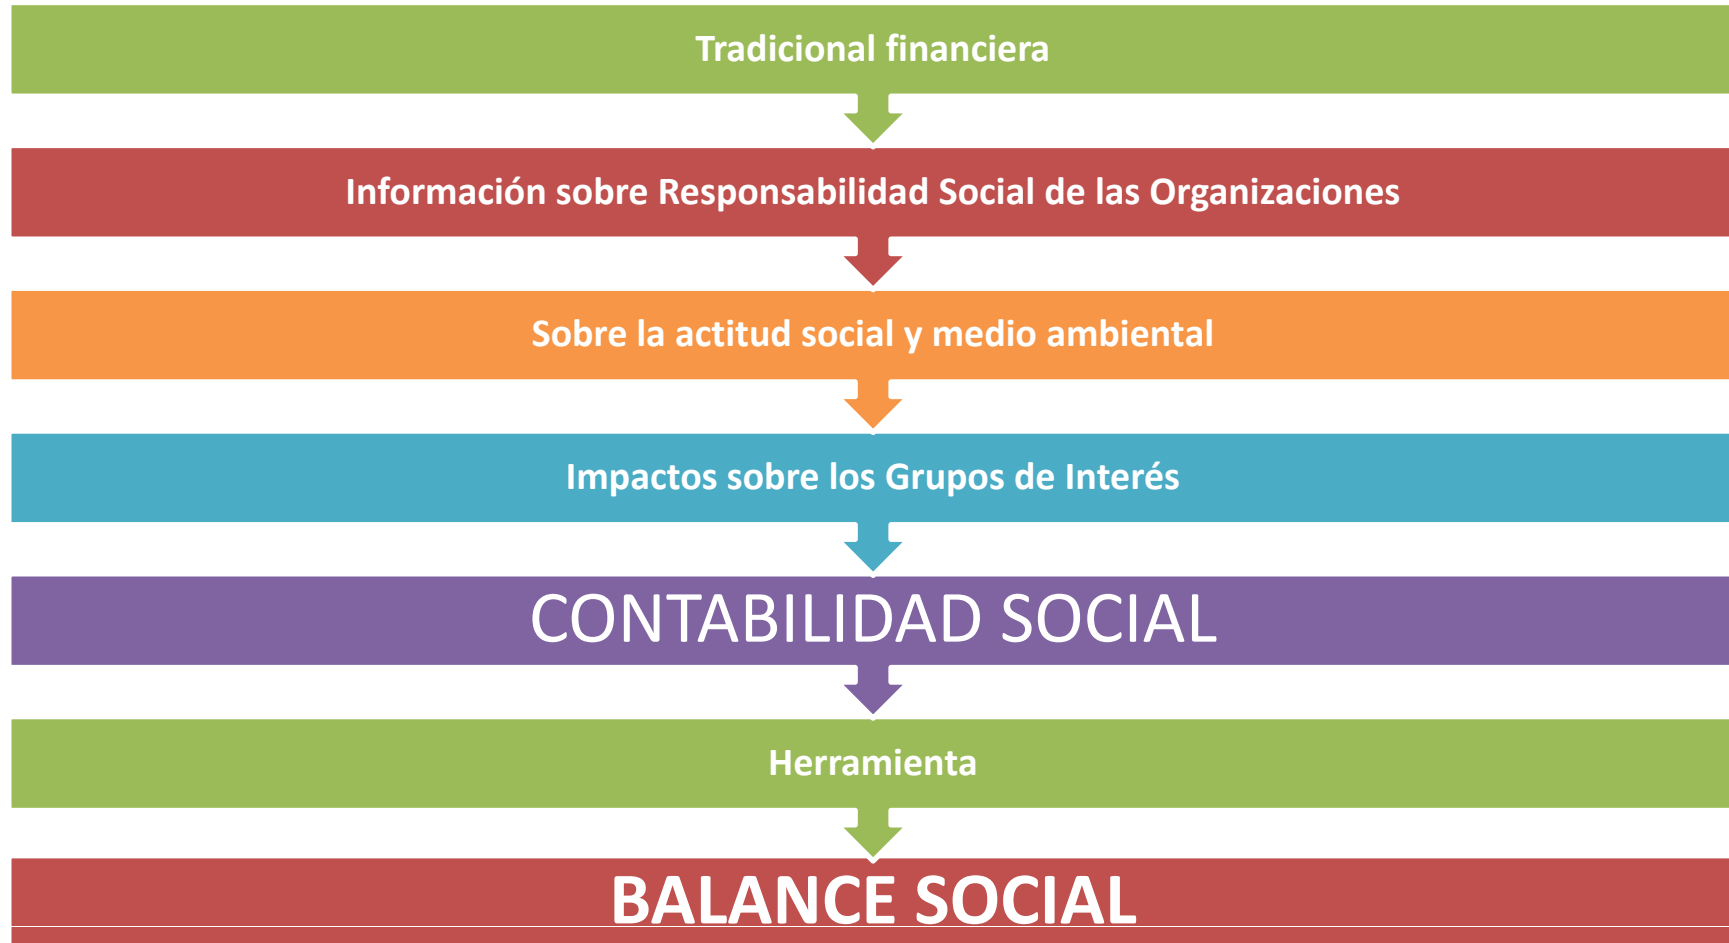 Tradicional financiera
Información sobre Responsabilidad Social de las Organizaciones
Sobre la actitud social y medio ambiental
Impactos sobre los Grupos de Interés
CONTABILIDAD SOCIAL
Herramienta
BALANCE SOCIAL